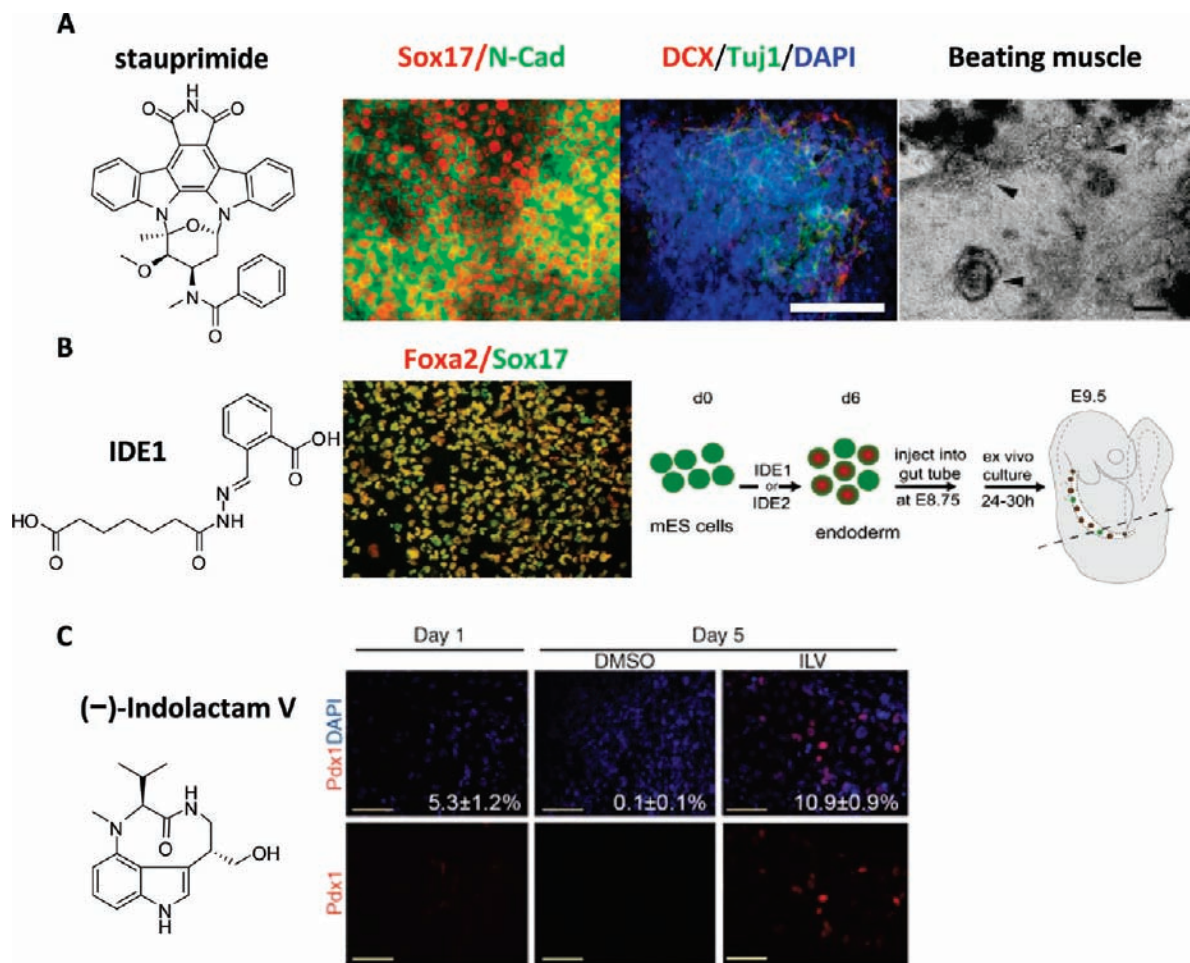 A
stauprimide
Sox17/N-Cad
DCX/Tuj1/DAPI
Beating muscle
H
N
O
O
N
N
O
O
N
O
B
IDE1
Foxa2/Sox17
OH
O
N
NH
HO
O
O
d0
d6
E9.5
mES cells
IDE1
or
IDE2
endoderm
inject into
gut tube
at E8.75
ex vivo
culture
24-30h
C
(−)-Indolactam V
Day 1
Day 5
DMSO
ILV
Pdx1DAPI
5.3±1.2%
0.1±0.1%
10.9±0.9%
Pdx1
H
N
N
O
OH
N
H